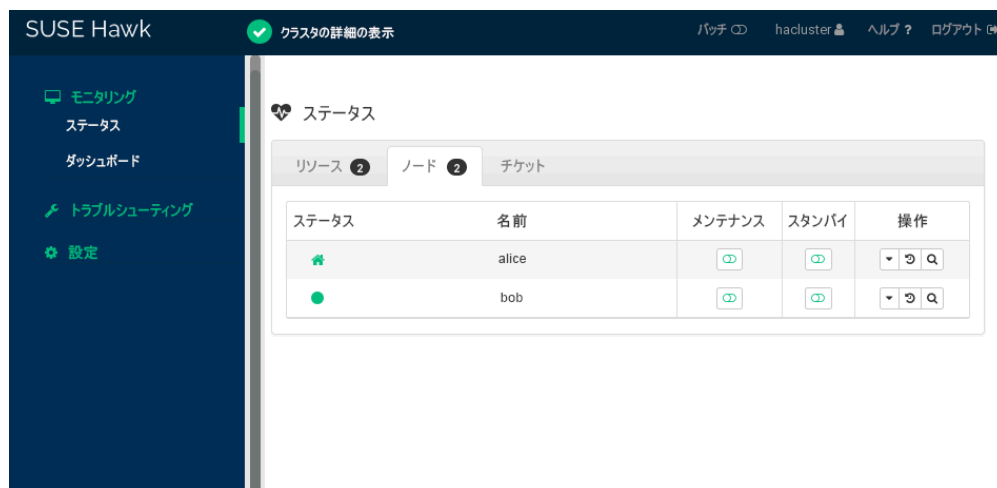 SUSE Hawk
クラスタの詳細の表示
バッチ hacluster ヘルプ ? ログアウト
モニタリング
ステータス
ダッシュボード
トラブルシューティング
設定
ステータス
リソース 2 ノード 2 チケット
ステータス 名前 メンテナンス スタンバイ 操作
alice
bob